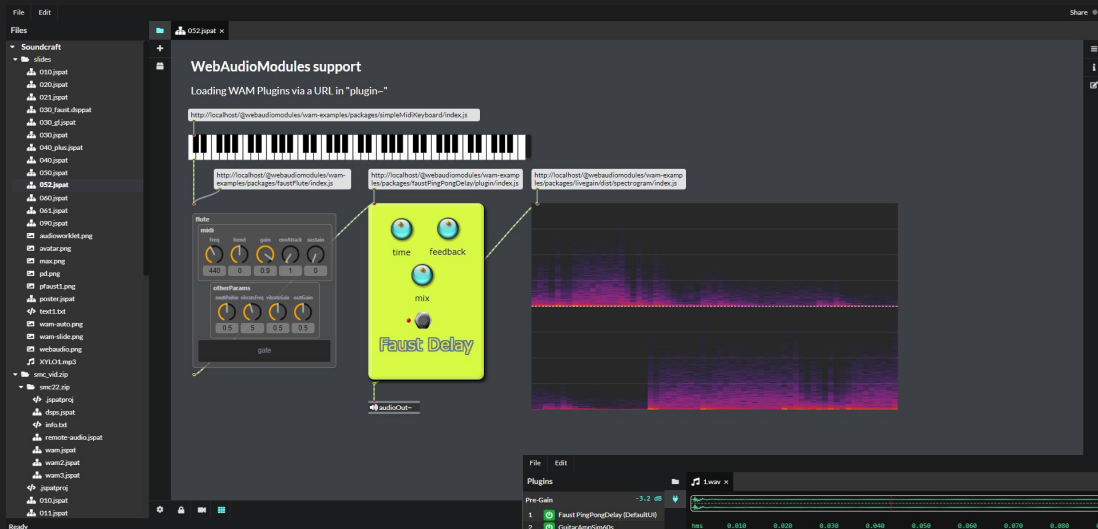 File Edit
Share
Files
052.jspat ×
Soundcraft
slides
010.jspat
020.jspat
021.jspat
030_faust.dsppat
030_gl.jspat
030.jspat
040_plus.jspat
040.jspat
050.jspat
052.jspat
060.jspat
061.jspat
090.jspat
audioworklet.png
avatar.png
max.png
pd.png
pfaust1.png
poster.jspat
text1.txt
wam-auto.png
wam-slide.png
webaudio.png
XYLO1.mp3
smc_vid.zip
smc22.zip
.jspatproj
dsps.jspat
info.txt
remote-audio.jspat
wam.jspat
wam2.jspat
wam3.jspat
.jspatproj
010.jspat
011.jspat
Ready
WebAudioModules support
Loading WAM Plugins via a URL in "plugin~"
http://localhost/@webaudiomodules/wam-examples/packages/simpleMidiKeyboard/index.js
http://localhost/@webaudiomodules/wam-
examples/packages/faustFlute/index.js
http://localhost/@webaudiomodules/wam-examp
les/packages/faustPingPongDelay/plugin/index.js
http://localhost/@webaudiomodules/wam-examp
les/packages/livegain/dist/spectrogram/index.js
flute
midi
freq bend gain envAttack sustain
440 0 0.9 1 0
otherParams
vibratoFreq vibratoGain outGain
0.5 5 0.5 0.5
gate
time feedback
mix
Faust Delay
audioOut~
File Edit
Plugins
1.wav ×
Pre-Gain -3.2 dB
1 Faust PingPongDelay (DefaultUI)
2 GuitarAmpSim60s
hms 0.010 0.020 0.030 0.040 0.050 0.060 0.070 0.080